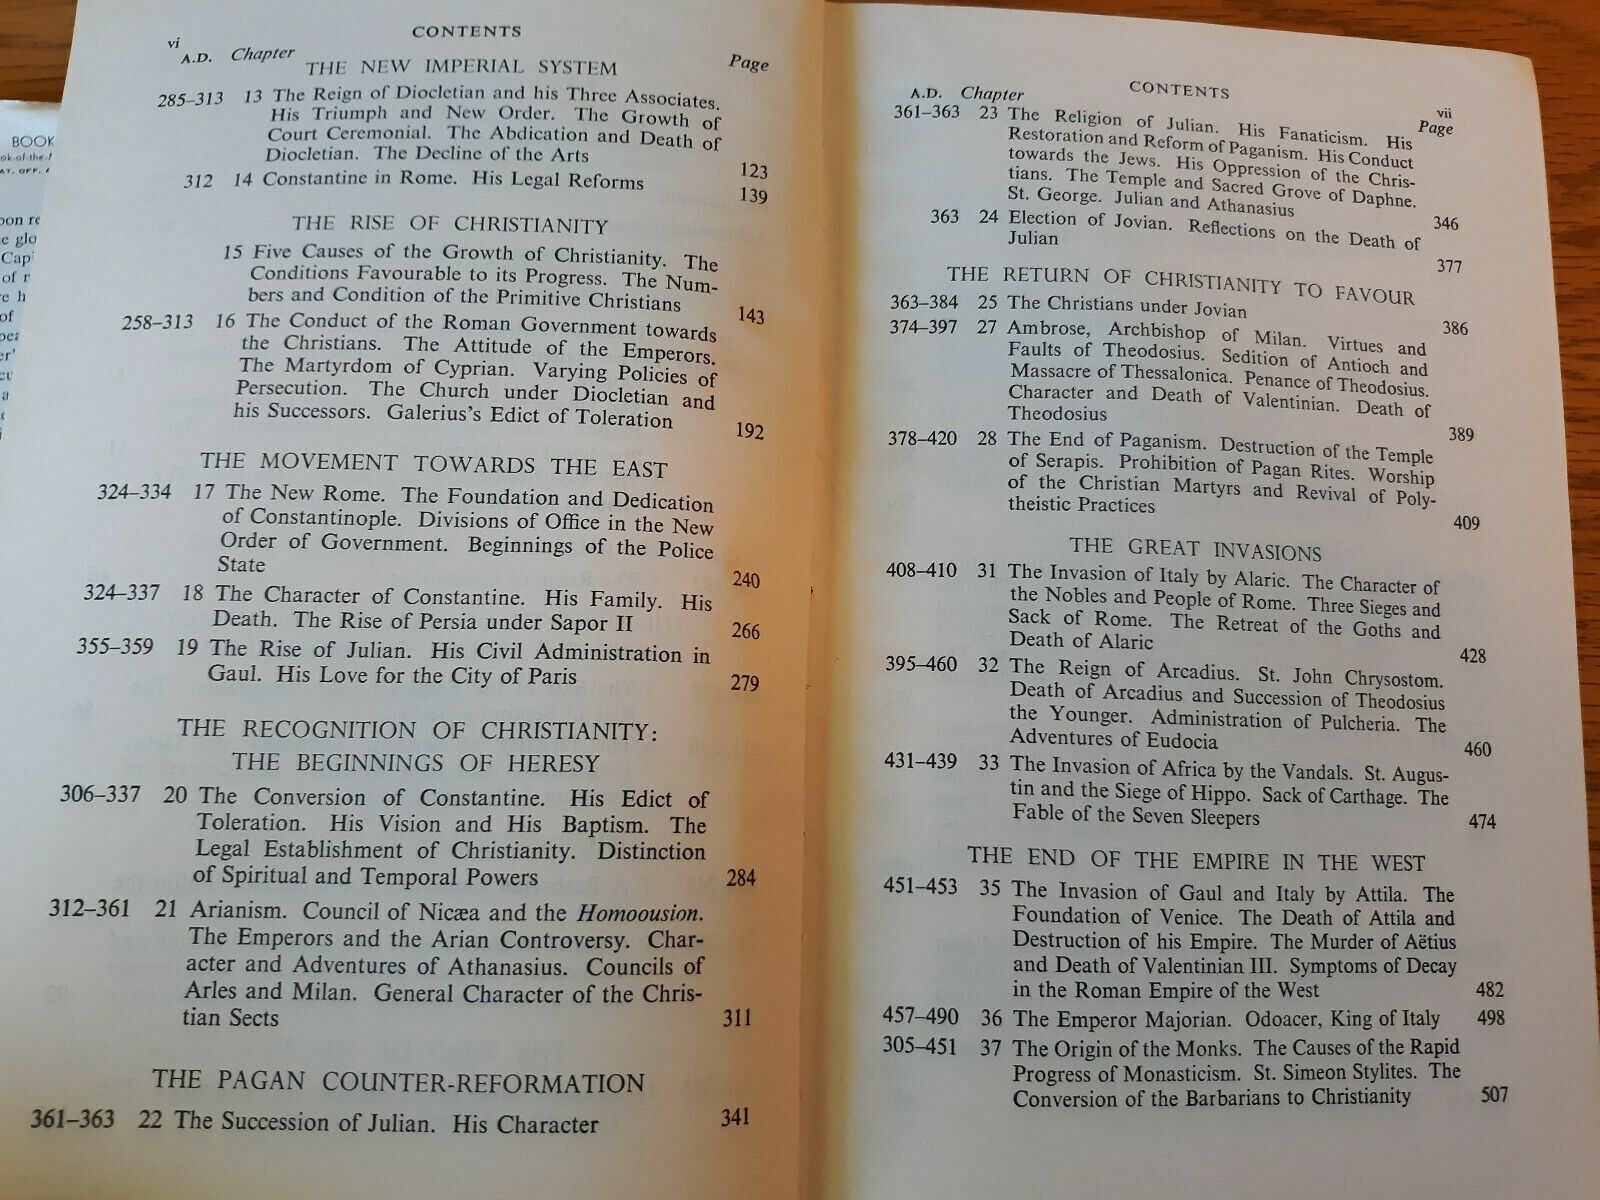 BOOK
vi
CONTENTS
A.D. Chapter
Page
THE NEW IMPERIAL SYSTEM
285–313 13 The Reign of Diocletian and his Three Associates.
His Triumph and New Order. The Growth of
Court Ceremonial. The Abdication and Death of
Diocletian. The Decline of the Arts 123
312 14 Constantine in Rome. His Legal Reforms 139
THE RISE OF CHRISTIANITY
15 Five Causes of the Growth of Christianity. The
Conditions Favourable to its Progress. The Num-
bers and Condition of the Primitive Christians 143
258–313 16 The Conduct of the Roman Government towards
the Christians. The Attitude of the Emperors.
The Martyrdom of Cyprian. Varying Policies of
Persecution. The Church under Diocletian and
his Successors. Galerius's Edict of Toleration 192
THE MOVEMENT TOWARDS THE EAST
324–334 17 The New Rome. The Foundation and Dedication
of Constantinople. Divisions of Office in the New
Order of Government. Beginnings of the Police
State 240
324–337 18 The Character of Constantine. His Family. His
Death. The Rise of Persia under Sapor II 266
355–359 19 The Rise of Julian. His Civil Administration in
Gaul. His Love for the City of Paris 279
THE RECOGNITION OF CHRISTIANITY:
THE BEGINNINGS OF HERESY
306–337 20 The Conversion of Constantine. His Edict of
Toleration. His Vision and His Baptism. The
Legal Establishment of Christianity. Distinction
of Spiritual and Temporal Powers 284
312–361 21 Arianism. Council of Nicæa and the Homoousion.
The Emperors and the Arian Controversy. Char-
acter and Adventures of Athanasius. Councils of
Arles and Milan. General Character of the Chris-
tian Sects 311
THE PAGAN COUNTER-REFORMATION
361–363 22 The Succession of Julian. His Character 341
CONTENTS
vii
A.D. Chapter
Page
361–363 23 The Religion of Julian. His Fanaticism. His
Restoration and Reform of Paganism. His Conduct
towards the Jews. His Oppression of the Chris-
tians. The Temple and Sacred Grove of Daphne.
St. George. Julian and Athanasius 346
363 24 Election of Jovian. Reflections on the Death of
Julian 377
THE RETURN OF CHRISTIANITY TO FAVOUR
363–384 25 The Christians under Jovian 386
374–397 27 Ambrose, Archbishop of Milan. Virtues and
Faults of Theodosius. Sedition of Antioch and
Massacre of Thessalonica. Penance of Theodosius.
Character and Death of Valentinian. Death of
Theodosius 389
378–420 28 The End of Paganism. Destruction of the Temple
of Serapis. Prohibition of Pagan Rites. Worship
of the Christian Martyrs and Revival of Poly-
theistic Practices 409
THE GREAT INVASIONS
408–410 31 The Invasion of Italy by Alaric. The Character of
the Nobles and People of Rome. Three Sieges and
Sack of Rome. The Retreat of the Goths and
Death of Alaric 428
395–460 32 The Reign of Arcadius. St. John Chrysostom.
Death of Arcadius and Succession of Theodosius
the Younger. Administration of Pulcheria. The
Adventures of Eudocia 460
431–439 33 The Invasion of Africa by the Vandals. St. Augus-
tin and the Siege of Hippo. Sack of Carthage. The
Fable of the Seven Sleepers 474
THE END OF THE EMPIRE IN THE WEST
451–453 35 The Invasion of Gaul and Italy by Attila. The
Foundation of Venice. The Death of Attila and
Destruction of his Empire. The Murder of Aëtius
and Death of Valentinian III. Symptoms of Decay
in the Roman Empire of the West 482
457–490 36 The Emperor Majorian. Odoacer, King of Italy 498
305–451 37 The Origin of the Monks. The Causes of the Rapid
Progress of Monasticism. St. Simeon Stylites. The
Conversion of the Barbarians to Christianity 507